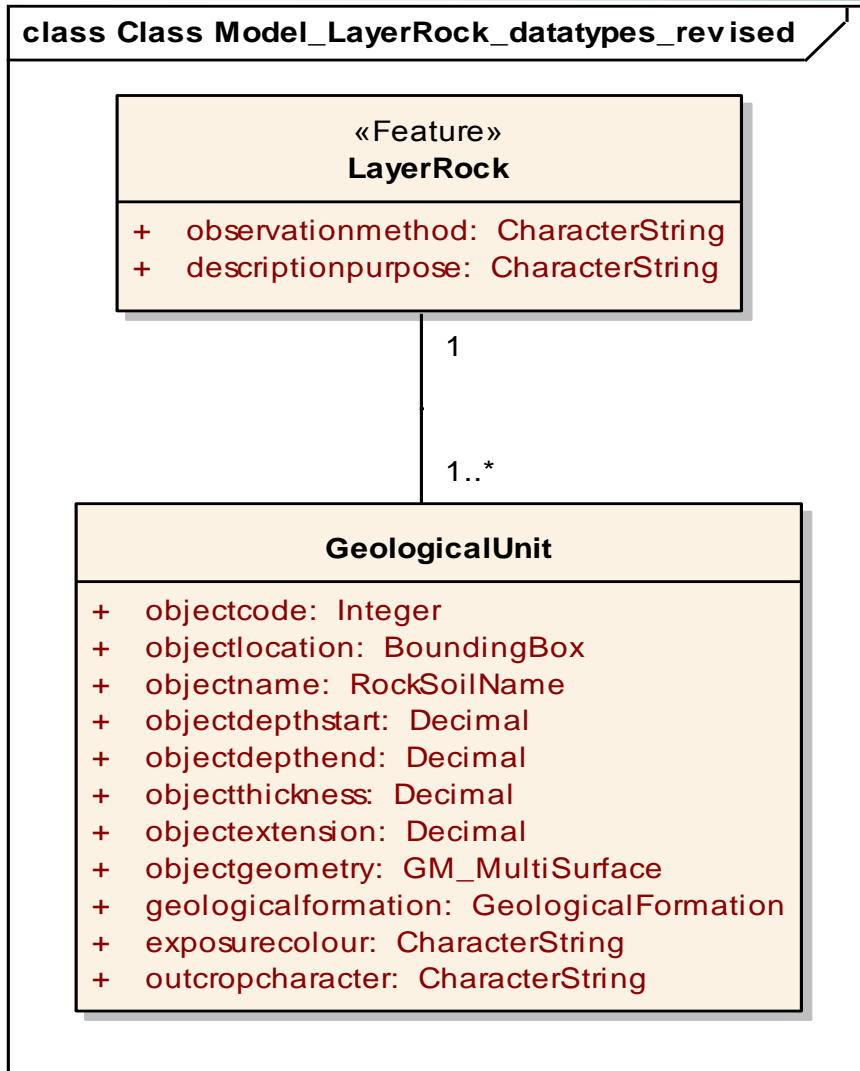 class Class Model_LayerRock_datatypes_revised
«Feature»
LayerRock
+ observationmethod: CharacterString
+ descriptionpurpose: CharacterString
1
1..*
GeologicalUnit
+ objectcode: Integer
+ objectlocation: BoundingBox
+ objectname: RockSoilName
+ objectdepthstart: Decimal
+ objectdepthend: Decimal
+ objectthickness: Decimal
+ objectextension: Decimal
+ objectgeometry: GM_MultiSurface
+ geologicalformation: GeologicalFormation
+ exposurecolour: CharacterString
+ outcropcharacter: CharacterString